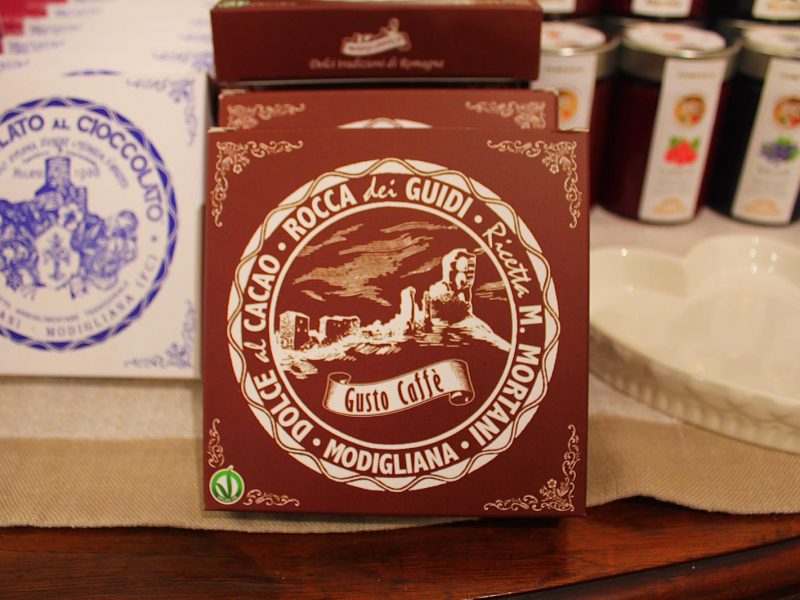 Dolci tradizioni di Romagna
DOLCE al CACAO · ROCCA dei GUIDI · Ricetta M. MORTANI · MODIGLIANA ·
Gusto Caffè
LATO AL CIOCCOLATO
ANI - MODIGLIANA (FC)